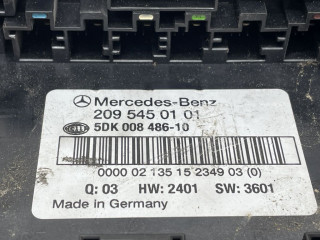 Mercedes-Benz
209 545 01 01
HELLA 5DK 008 486-10
0000 02 135 15 2349 03 (0)
Q: 03 HW: 2401 SW: 3601
Made in Germany